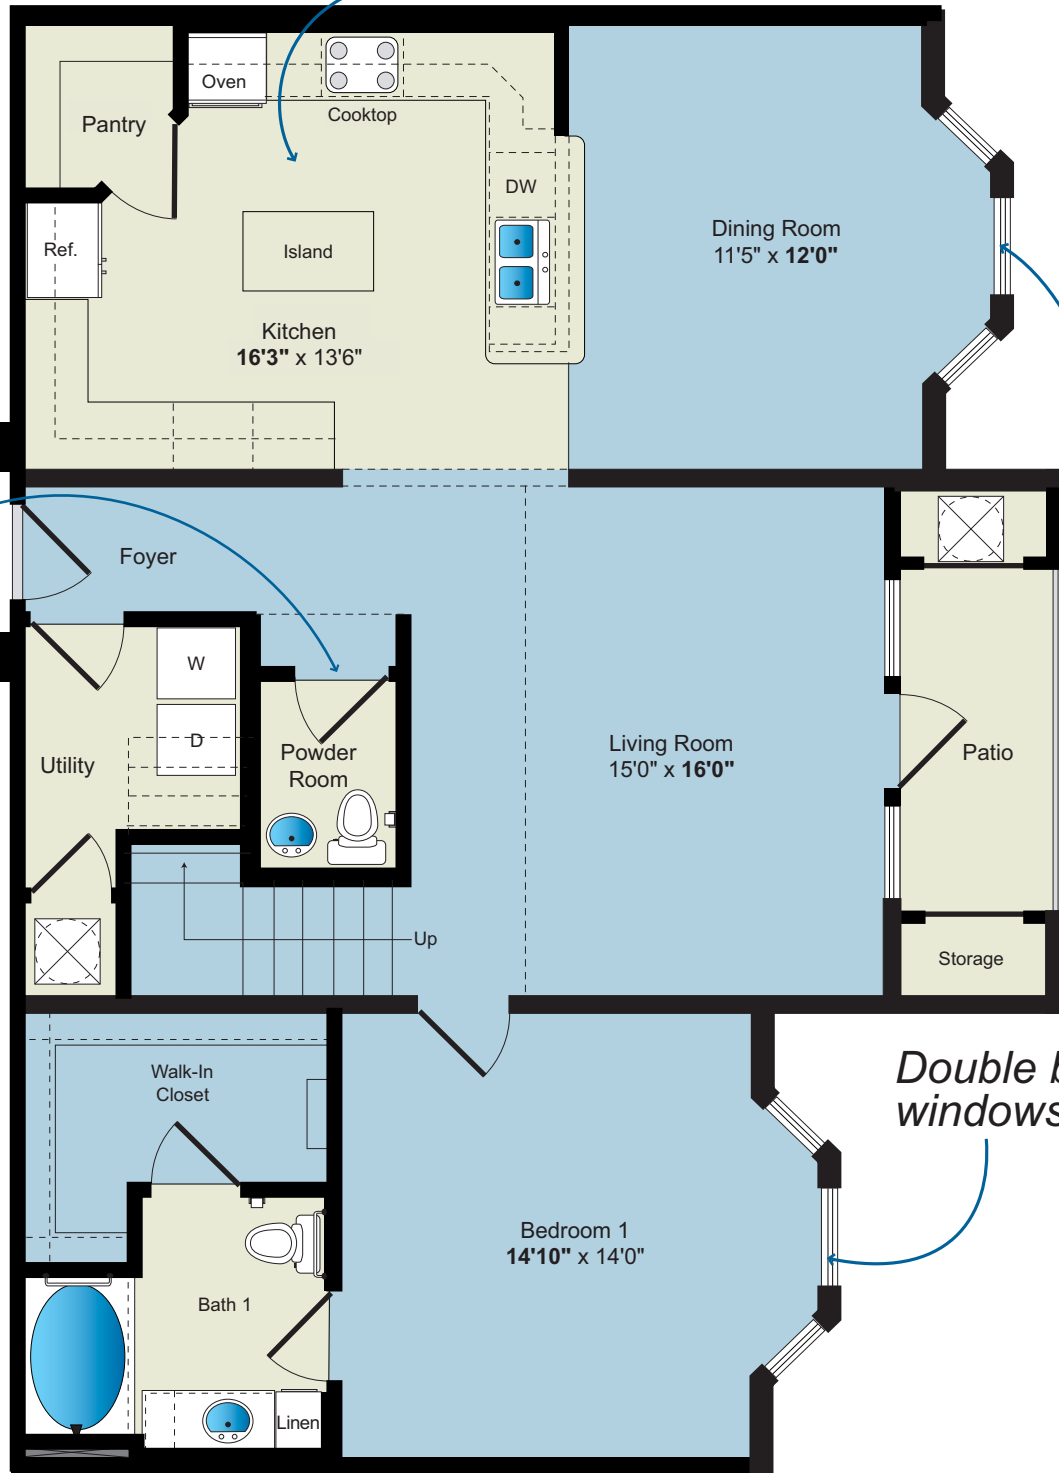 Oven
Cooktop
Pantry
DW
Ref.
Island
Dining Room
11'5" x 12'0"
Kitchen
16'3" x 13'6"
Foyer
W
D
Utility
Powder
Room
Living Room
15'0" x 16'0"
Patio
Up
Storage
Walk-In
Closet
Double b
windows
Bedroom 1
14'10" x 14'0"
Bath 1
Linen